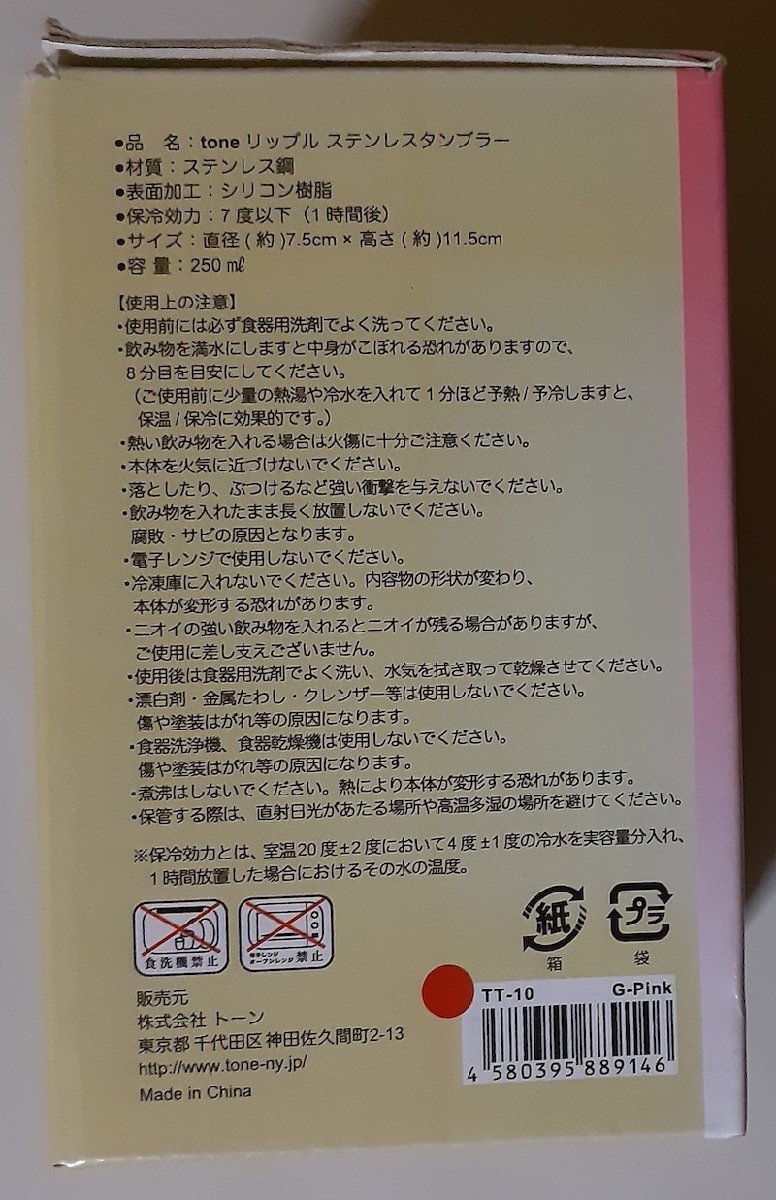 ●品　名：tone リップル ステンレスタンブラー
●材質：ステンレス鋼
●表面加工：シリコン樹脂
●保冷効力：7度以下（1時間後）
●サイズ：直径(約)7.5cm×高さ(約)11.5cm
●容 量：250㎖
【使用上の注意】
・使用前には必ず食器用洗剤でよく洗ってください。
・飲み物を満水にしますと中身がこぼれる恐れがありますので、
8分目を目安にしてください。
（ご使用前に少量の熱湯や冷水を入れて1分ほど予熱/予冷しますと、
保温/保冷に効果的です。）
・熱い飲み物を入れる場合は火傷に十分ご注意ください。
・本体を火気に近づけないでください。
・落としたり、ぶつけるなど強い衝撃を与えないでください。
・飲み物を入れたまま長く放置しないでください。
腐敗・サビの原因となります。
・電子レンジで使用しないでください。
・冷凍庫に入れないでください。内容物の形状が変わり、
本体が変形する恐れがあります。
・ニオイの強い飲み物を入れるとニオイが残る場合がありますが、
ご使用に差し支えございません。
・使用後は食器用洗剤でよく洗い、水気を拭き取って乾燥させてください。
・漂白剤・金属たわし・クレンザー等は使用しないでください。
傷や塗装はがれ等の原因になります。
・食器洗浄機、食器乾燥機は使用しないでください。
傷や塗装はがれ等の原因になります。
・煮沸はしないでください。熱により本体が変形する恐れがあります。
・保管する際は、直射日光があたる場所や高温多湿の場所を避けてください。
※保冷効力とは、室温20度±2度において4度±1度の冷水を実容量分入れ、
1時間放置した場合におけるその水の温度。
食洗機禁止
電子レンジ
オーブンレンジ 禁止
紙
箱
プラ
袋
販売元
株式会社 トーン
東京都千代田区神田佐久間町2-13
http://www.tone-ny.jp/
Made in China
TT-10 G-Pink
4 580395 889146